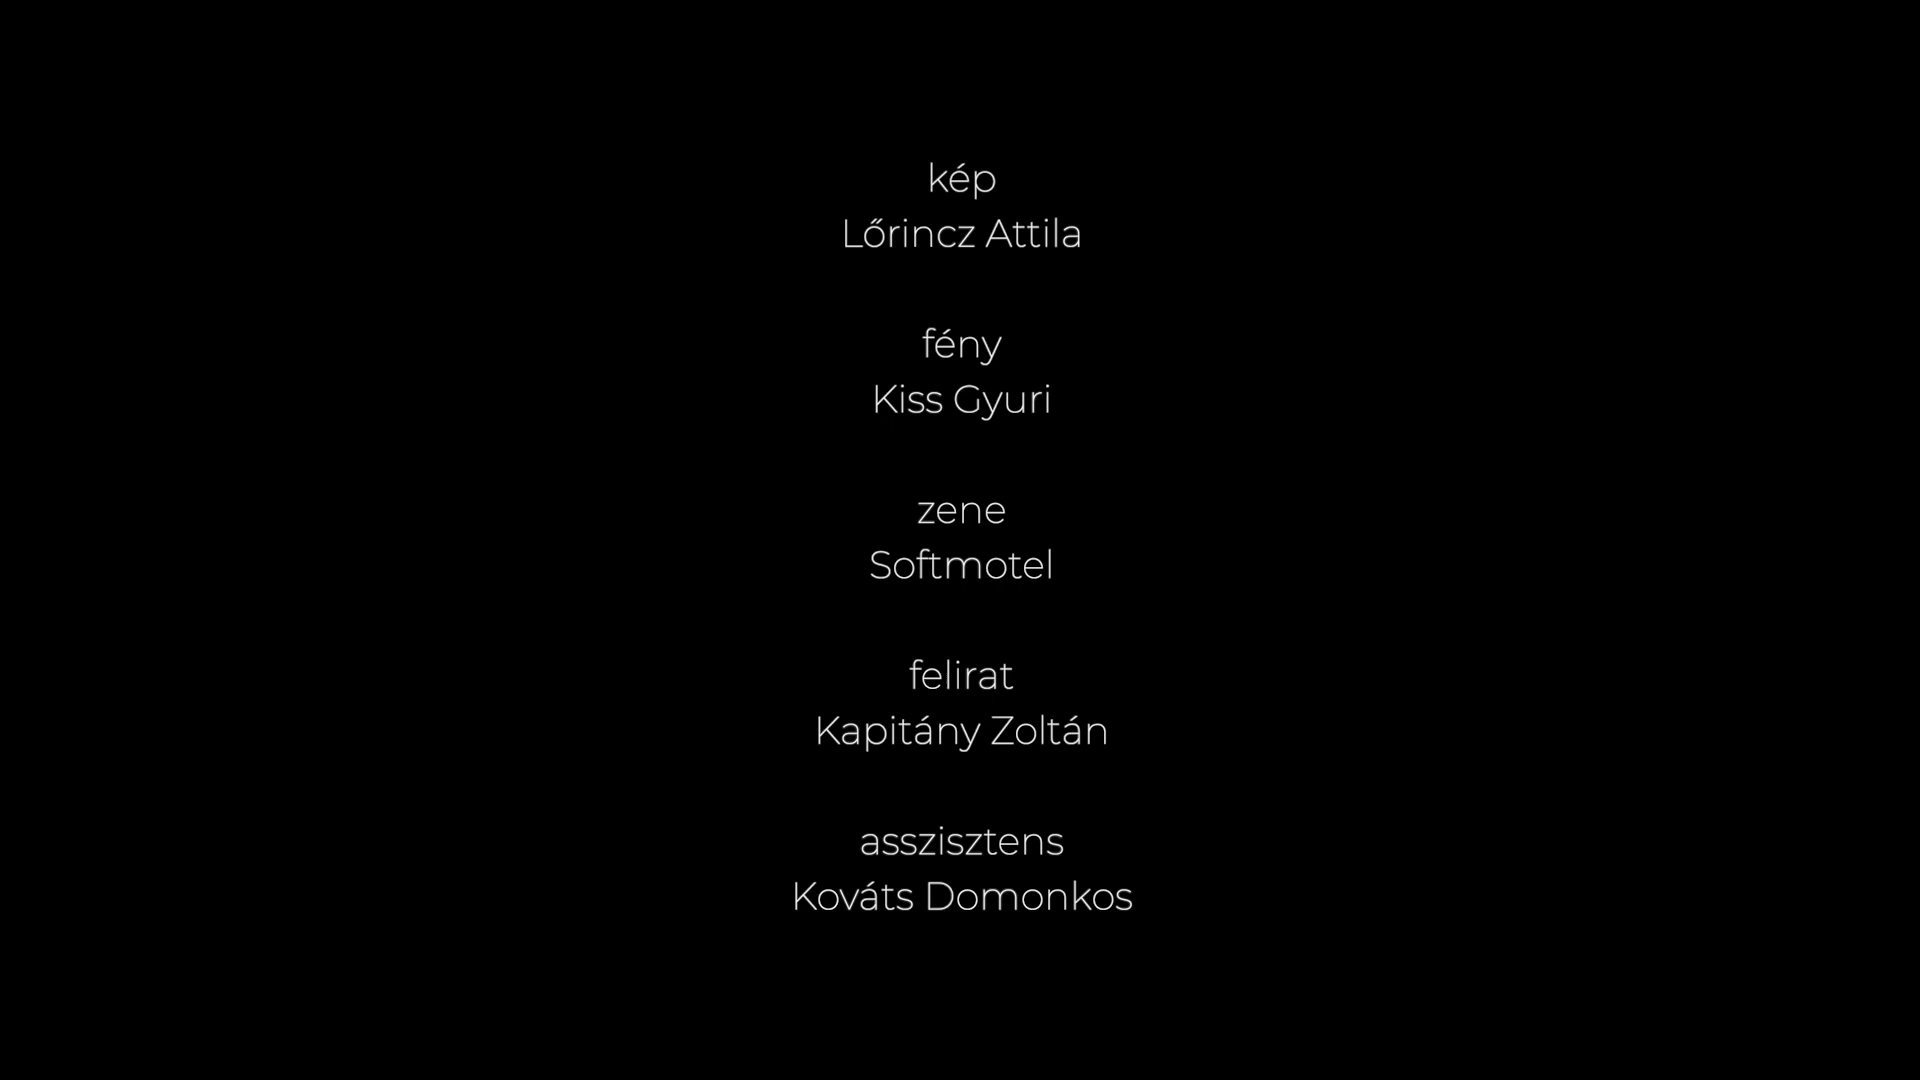 kép
Lőrincz Attila
fény
Kiss Gyuri
zene
Softmotel
felirat
Kapitány Zoltán
asszisztens
Kováts Domonkos